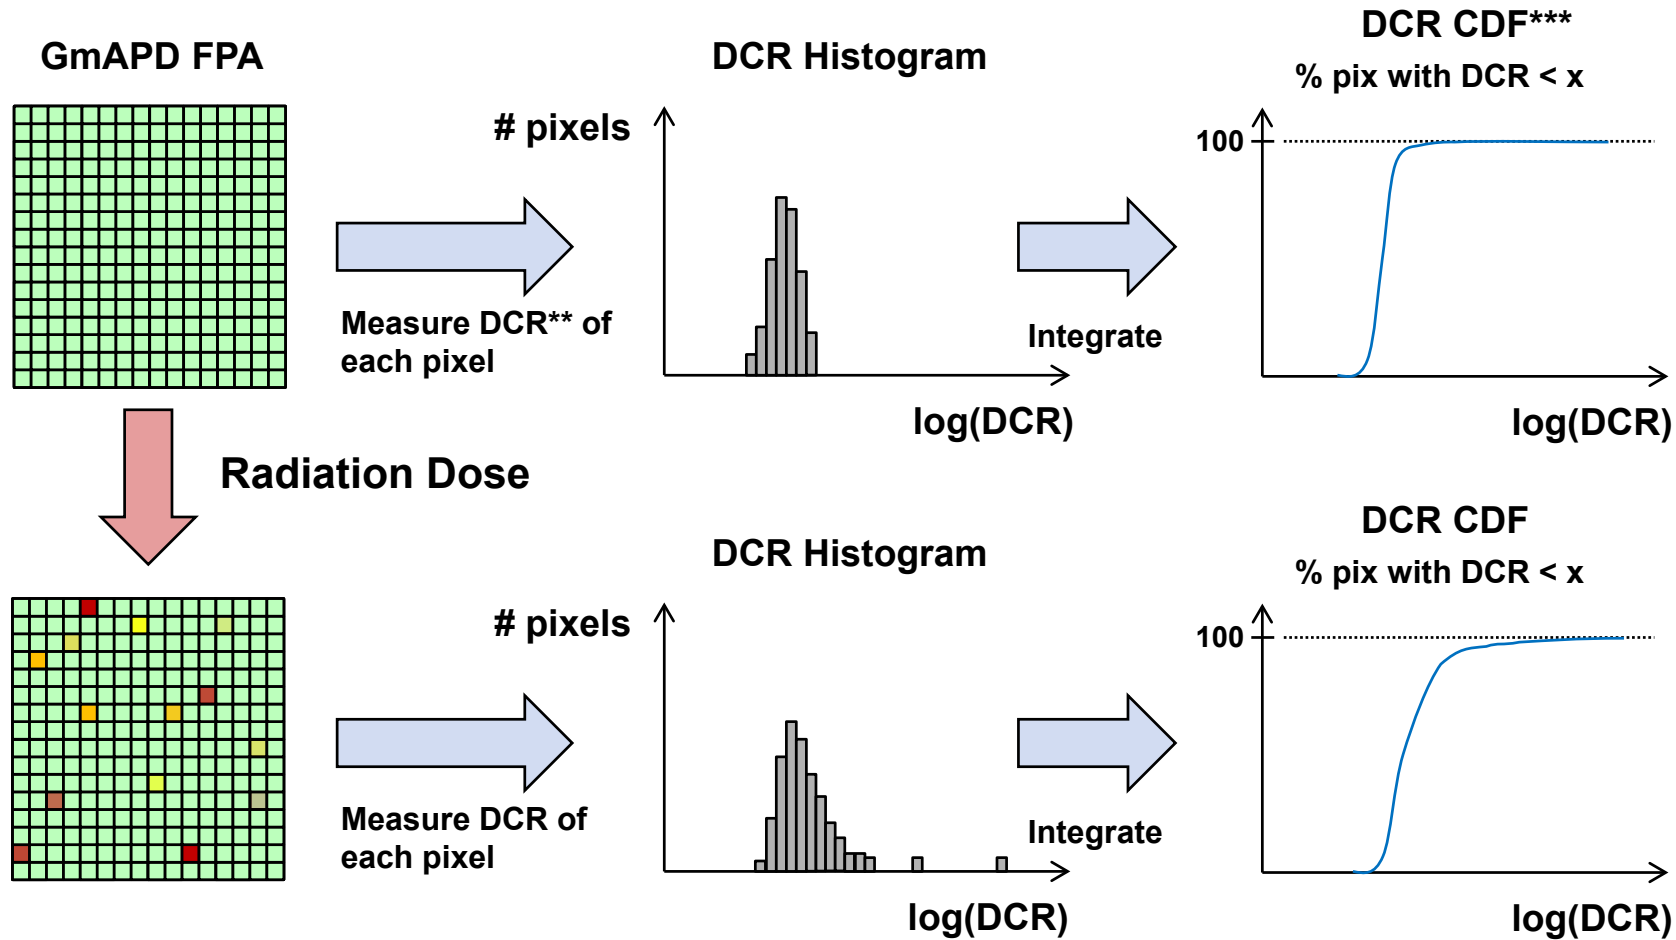 GmAPD FPA
DCR Histogram
DCR CDF***
% pix with DCR < x
# pixels
100
Measure DCR** of
each pixel
Integrate
log(DCR)
log(DCR)
Radiation Dose
DCR Histogram
DCR CDF
% pix with DCR < x
# pixels
100
Measure DCR of
each pixel
Integrate
log(DCR)
log(DCR)